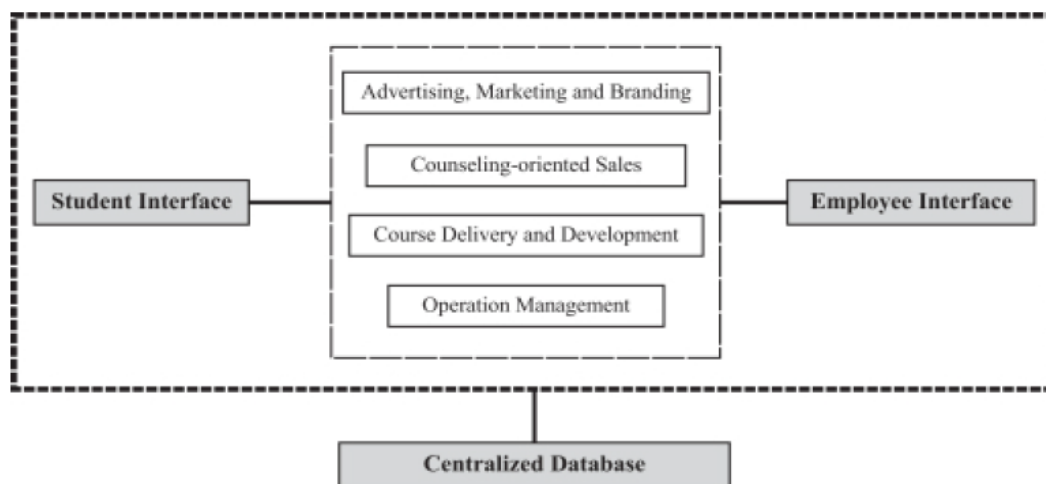 Advertising, Marketing and Branding
Counseling-oriented Sales
Student Interface
Employee Interface
Course Delivery and Development
Operation Management
Centralized Database